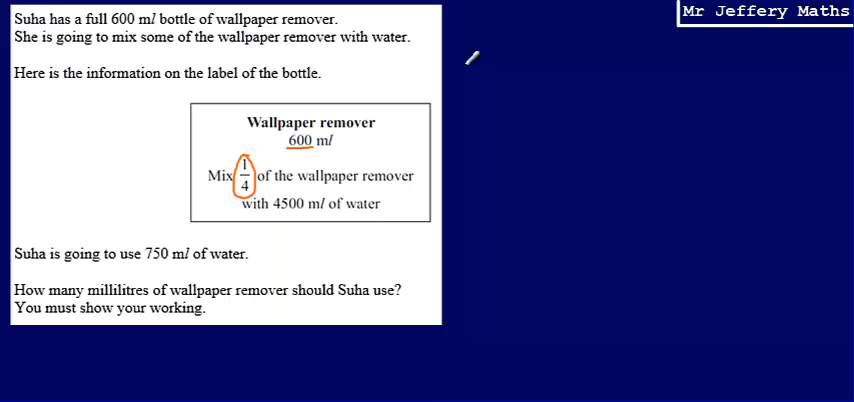 Mr Jeffery Maths
Suha has a full 600 ml bottle of wallpaper remover.
She is going to mix some of the wallpaper remover with water.
Here is the information on the label of the bottle.
Wallpaper remover
600 ml
Mix 1/4 of the wallpaper remover
with 4500 ml of water
Suha is going to use 750 ml of water.
How many millilitres of wallpaper remover should Suha use?
You must show your working.